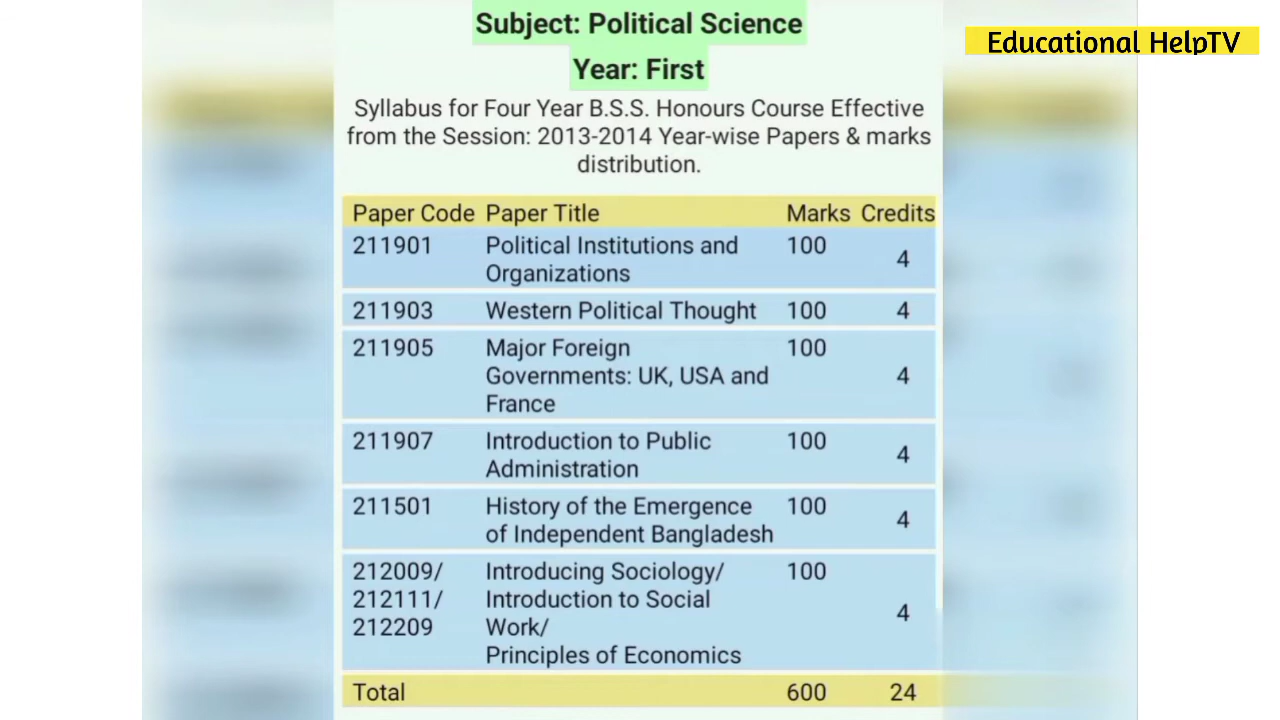 Subject: Political Science
Educational HelpTV
Year: First
Syllabus for Four Year B.S.S. Honours Course Effective
from the Session: 2013-2014 Year-wise Papers & marks
distribution.
Paper Code Paper Title Marks Credits
211901 Political Institutions and 100
Organizations 4
211903 Western Political Thought 100 4
211905 Major Foreign 100
Governments: UK, USA and 4
France
211907 Introduction to Public 100
Administration 4
211501 History of the Emergence 100
of Independent Bangladesh 4
212009/ Introducing Sociology/ 100
212111/ Introduction to Social 4
212209 Work/
Principles of Economics
Total 600 24